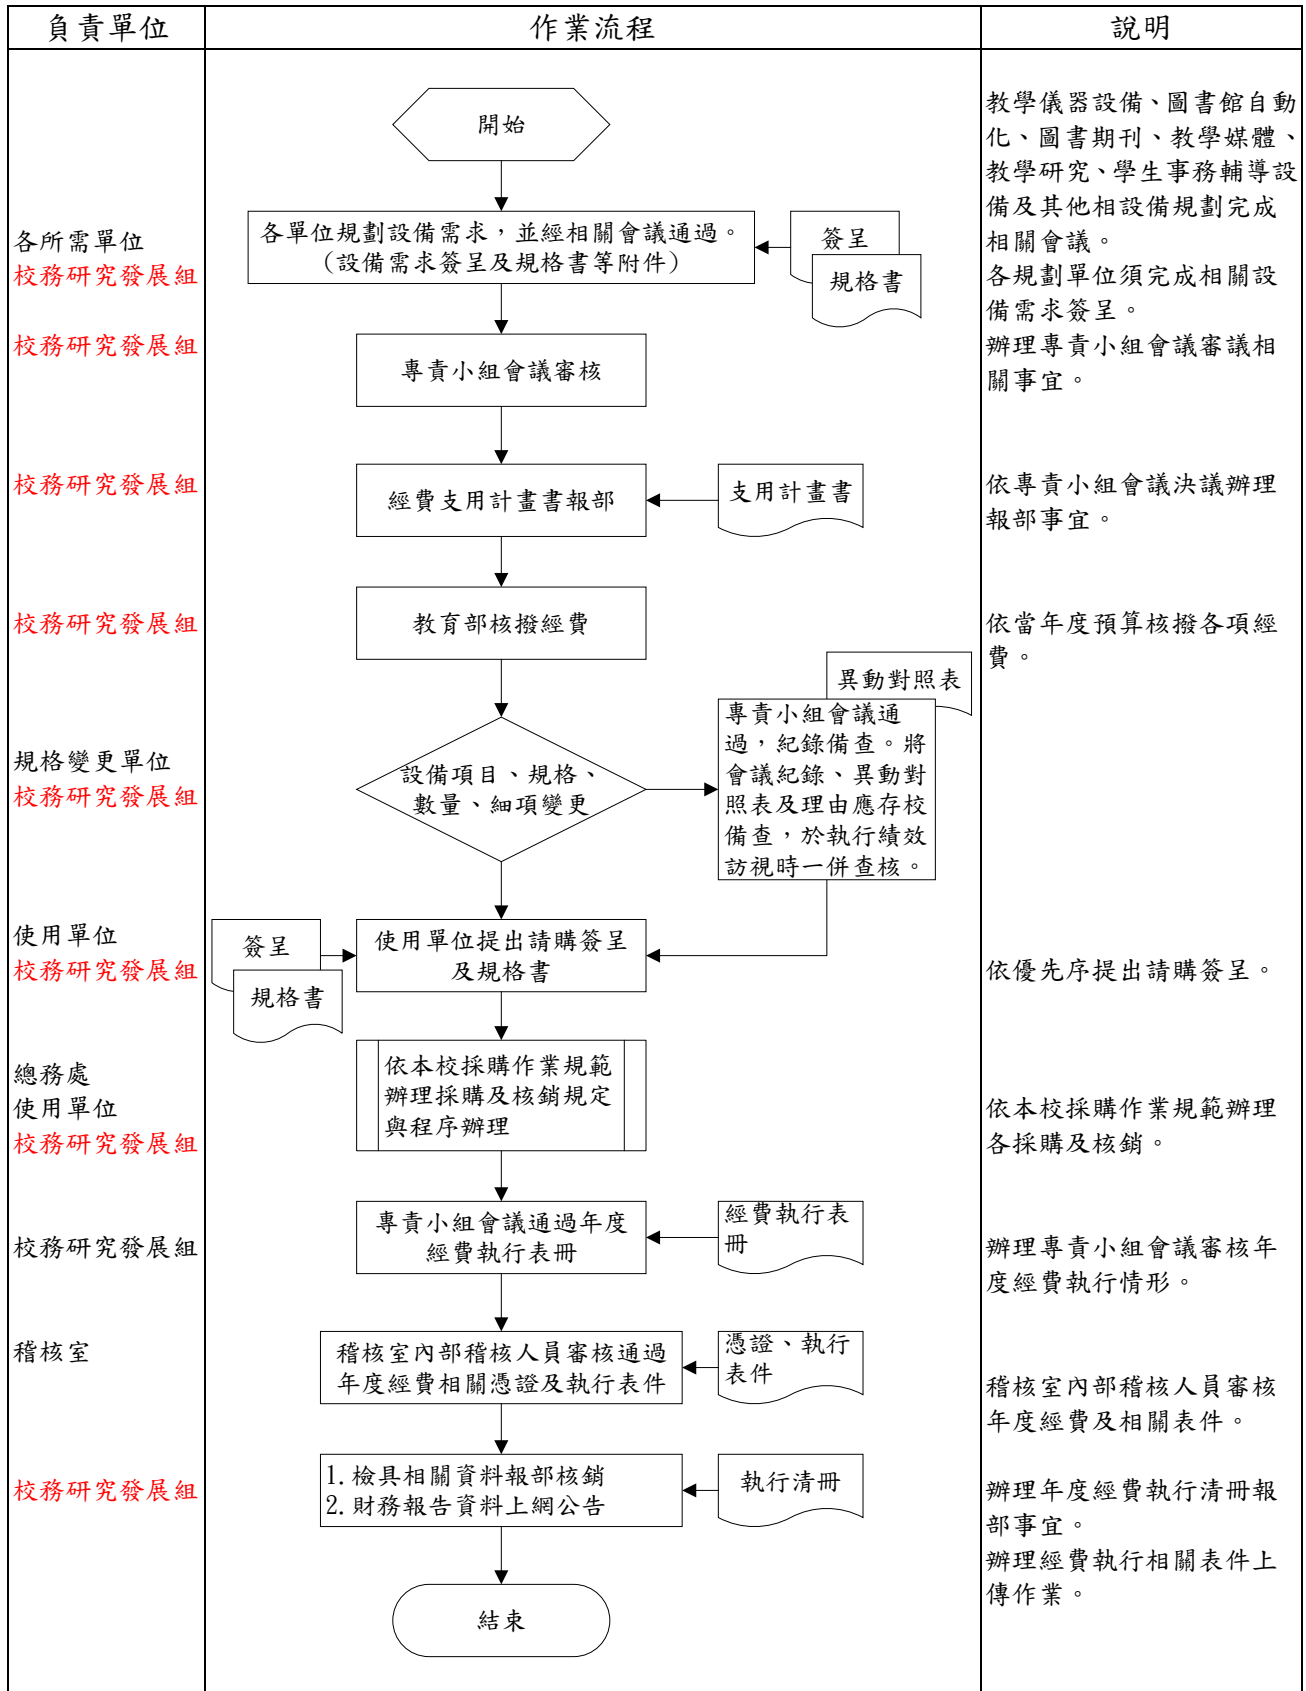 負責單位
作業流程
說明
開始
教學儀器設備、圖書館自動
化、圖書期刊、教學媒體、
教學研究、學生事務輔導設
備及其他相設備規劃完成
相關會議。
各規劃單位須完成相關設
備需求簽呈。
各所需單位
校務研究發展組
各單位規劃設備需求，並經相關會議通過。
(設備需求簽呈及規格書等附件)
簽呈
規格書
校務研究發展組
專責小組會議審核
辦理專責小組會議審議相
關事宜。
校務研究發展組
經費支用計畫書報部
支用計畫書
依專責小組會議決議辦理
報部事宜。
校務研究發展組
教育部核撥經費
依當年度預算核撥各項經
費。
異動對照表
規格變更單位
校務研究發展組
設備項目、規格、
數量、細項變更
專責小組會議通
過，紀錄備查。將
會議紀錄、異動對
照表及理由應存校
備查，於執行績效
訪視時一併查核。
使用單位
校務研究發展組
簽呈
規格書
使用單位提出請購簽呈
及規格書
依優先序提出請購簽呈。
總務處
使用單位
校務研究發展組
依本校採購作業規範
辦理採購及核銷規定
與程序辦理
依本校採購作業規範辦理
各採購及核銷。
校務研究發展組
專責小組會議通過年度
經費執行表冊
經費執行表
冊
辦理專責小組會議審核年
度經費執行情形。
稽核室
稽核室內部稽核人員審核通過
年度經費相關憑證及執行表件
憑證、執行
表件
稽核室內部稽核人員審核
年度經費及相關表件。
校務研究發展組
1.檢具相關資料報部核銷
2.財務報告資料上網公告
執行清冊
辦理年度經費執行清冊報
部事宜。
辦理經費執行相關表件上
傳作業。
結束